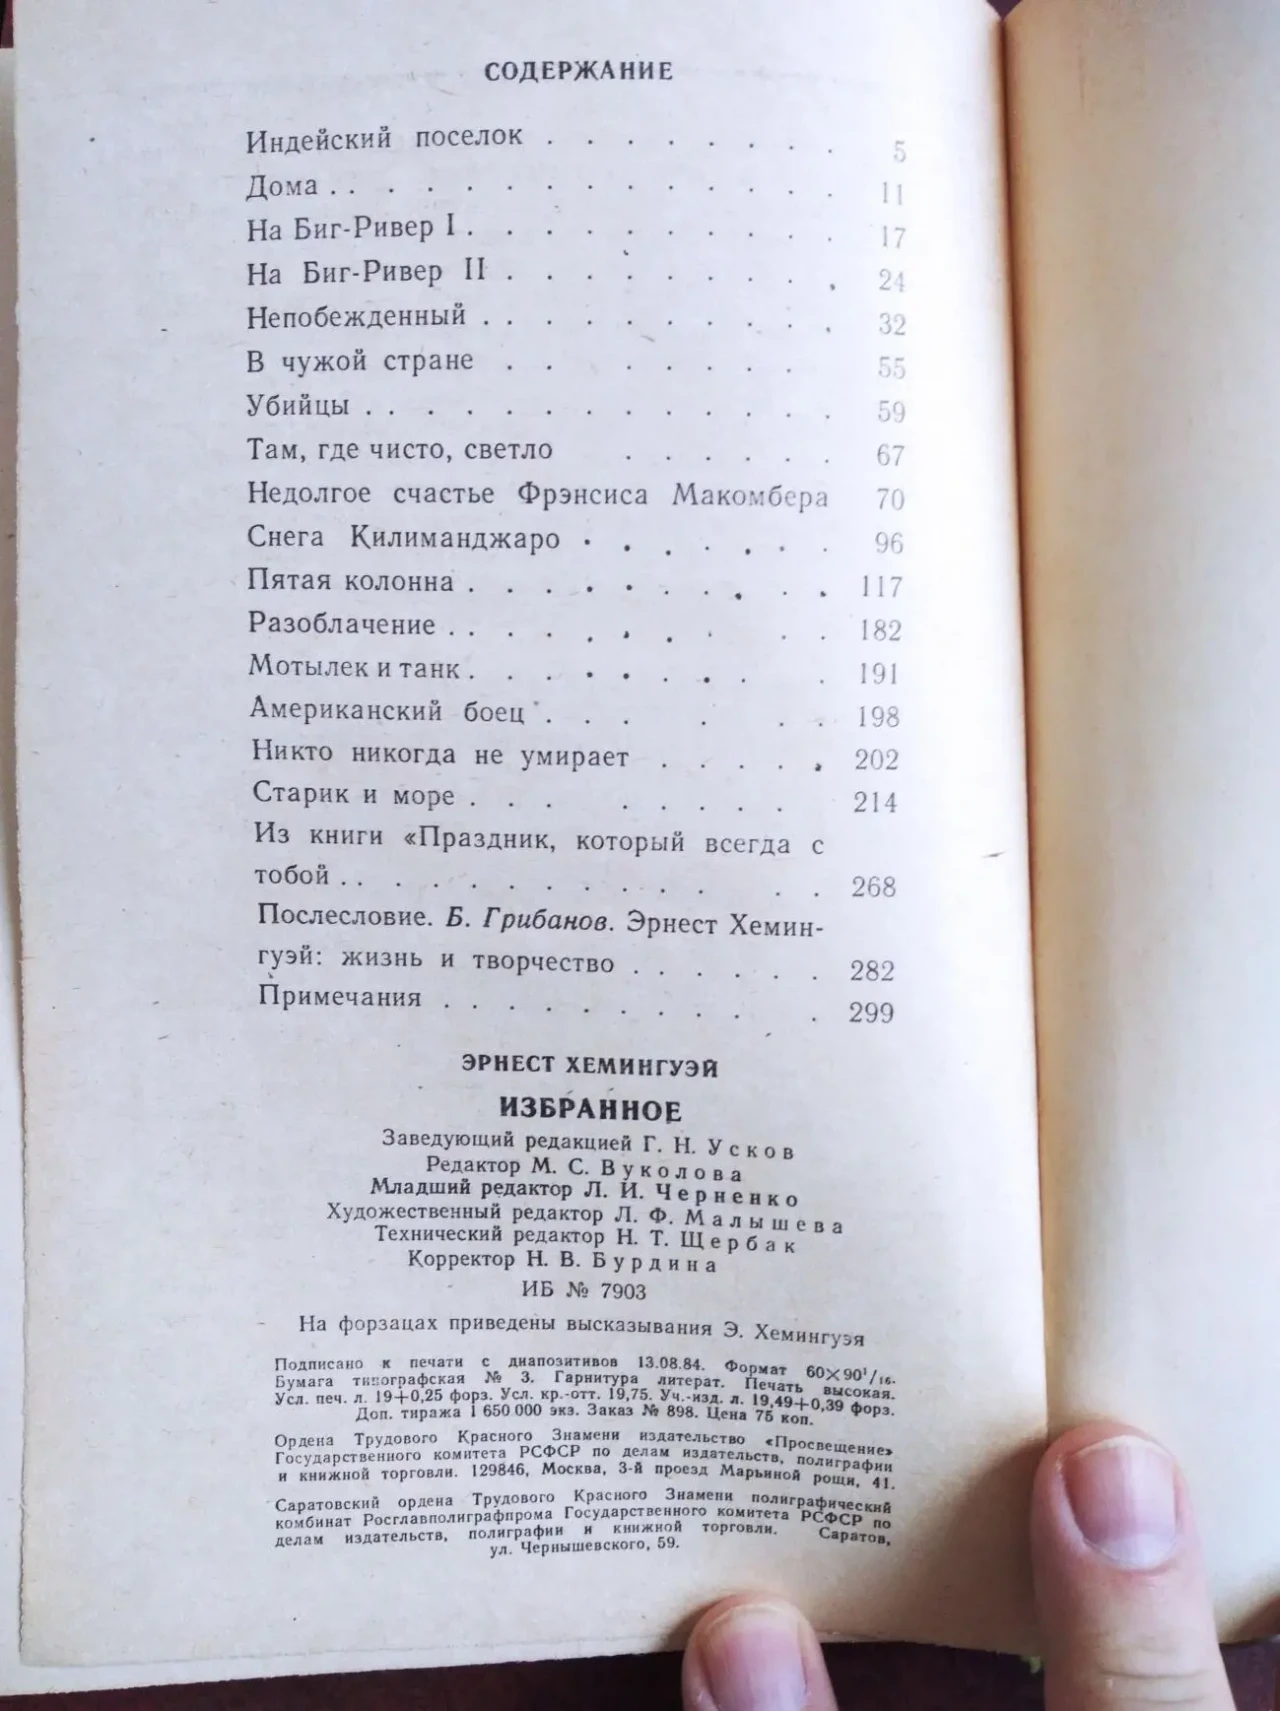 СОДЕРЖАНИЕ
Индейский поселок . . . . . . . . 5
Дома . . . . . . . . . . . . . . 11
На Биг-Ривер I . . . . . . . . . . 17
На Биг-Ривер II . . . . . . . . . 24
Непобежденный . . . . . . . . . . 32
В чужой стране . . . . . . . 55
Убийцы . . . . . . . . . . . . . 59
Там, где чисто, светло . . . . . . 67
Недолгое счастье Фрэнсиса Макомбера 70
Снега Килиманджаро . . . . . . . 96
Пятая колонна . . . . . . . . . . 117
Разоблачение . . . . . . . . . . 182
Мотылек и танк . . . . . . . . . 191
Американский боец . . . . . . 198
Никто никогда не умирает . . . . . 202
Старик и море . . . . . . . . 214
Из книги «Праздник, который всегда с
тобой . . . . . . . . . . . . . 268
Послесловие. Б. Грибанов. Эрнест Хемин-
гуэй: жизнь и творчество . . . . . . 282
Примечания . . . . . . . . . . 299
ЭРНЕСТ ХЕМИНГУЭЙ
ИЗБРАННОЕ
Заведующий редакцией Г. Н. Усков
Редактор М. С. Вуколова
Младший редактор Л. И. Черненко
Художественный редактор Л. Ф. Малышева
Технический редактор Н. Т. Щербак
Корректор Н. В. Бурдина
ИБ № 7903
На форзацах приведены высказывания Э. Хемингуэя
Подписано к печати с диапозитивов 13.08.84. Формат 60×90¹/₁₆.
Бумага типографская № 3. Гарнитура литерат. Печать высокая.
Усл. печ. л. 19+0,25 форз. Усл. кр.-отт. 19,75. Уч.-изд. л. 19,49+0,39 форз.
Доп. тиража 1 650 000 экз. Заказ № 898. Цена 75 коп.
Ордена Трудового Красного Знамени издательство «Просвещение»
Государственного комитета РСФСР по делам издательств, полиграфии
и книжной торговли. 129846, Москва, 3-й проезд Марьиной рощи, 41.
Саратовский ордена Трудового Красного Знамени полиграфический
комбинат Росглавполиграфпрома Государственного комитета РСФСР по
делам издательств, полиграфии и книжной торговли. Саратов,
ул. Чернышевского, 59.